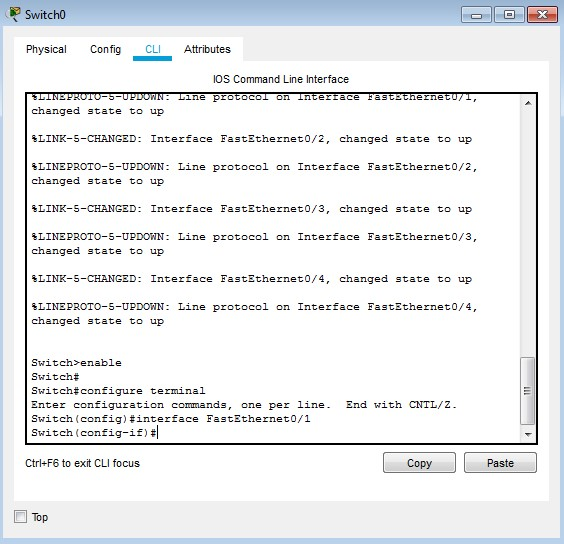 Switch0
Physical Config CLI Attributes
IOS Command Line Interface
%LINEPROTO-5-UPDOWN: Line protocol on Interface FastEthernet0/1,
changed state to up
%LINK-5-CHANGED: Interface FastEthernet0/2, changed state to up
%LINEPROTO-5-UPDOWN: Line protocol on Interface FastEthernet0/2,
changed state to up
%LINK-5-CHANGED: Interface FastEthernet0/3, changed state to up
%LINEPROTO-5-UPDOWN: Line protocol on Interface FastEthernet0/3,
changed state to up
%LINK-5-CHANGED: Interface FastEthernet0/4, changed state to up
%LINEPROTO-5-UPDOWN: Line protocol on Interface FastEthernet0/4,
changed state to up
Switch>enable
Switch#
Switch#configure terminal
Enter configuration commands, one per line.  End with CNTL/Z.
Switch(config)#interface FastEthernet0/1
Switch(config-if)#
Ctrl+F6 to exit CLI focus
Copy Paste
Top